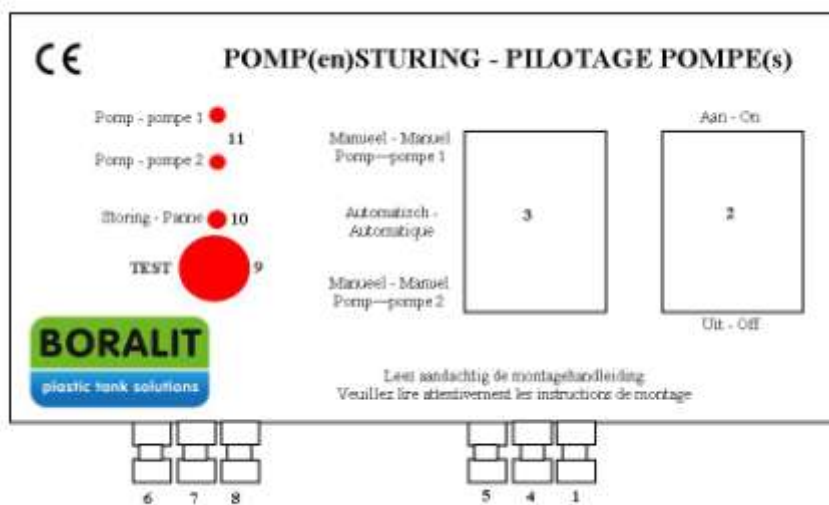 CE
POMP(en)STURING - PILOTAGE POMPE(s)
Pomp - pompe 1
11
Pomp - pompe 2
Storing - Panne
10
TEST
9
Manueel - Manuel
Pomp—pompe 1
Automatisch -
Automatique
Manueel - Manuel
Pomp—pompe 2
3
Aan - On
2
Uit - Off
BORALIT
plastic tank solutions
Lees aandachtig de montagehandleiding
Veuillez lire attentivement les instructions de montage
6 7 8 5 4 1